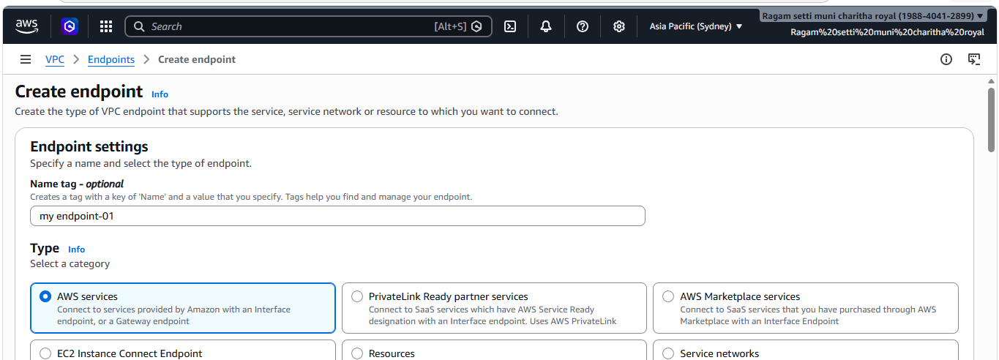 aws
Search
[Alt+S]
Asia Pacific (Sydney)
Ragam setti muni charitha royal (1988-4041-2899)
Ragam%20setti%20muni%20charitha%20royal
VPC
Endpoints
Create endpoint
Create endpoint Info
Create the type of VPC endpoint that supports the service, service network or resource to which you want to connect.
Endpoint settings
Specify a name and select the type of endpoint.
Name tag - optional
Creates a tag with a key of 'Name' and a value that you specify. Tags help you find and manage your endpoint.
my endpoint-01
Type Info
Select a category
AWS services
Connect to services provided by Amazon with an Interface
endpoint, or a Gateway endpoint
PrivateLink Ready partner services
Connect to SaaS services which have AWS Service Ready
designation with an Interface endpoint. Uses AWS PrivateLink
AWS Marketplace services
Connect to SaaS services that you have purchased through AWS
Marketplace with an Interface Endpoint
EC2 Instance Connect Endpoint
Resources
Service networks